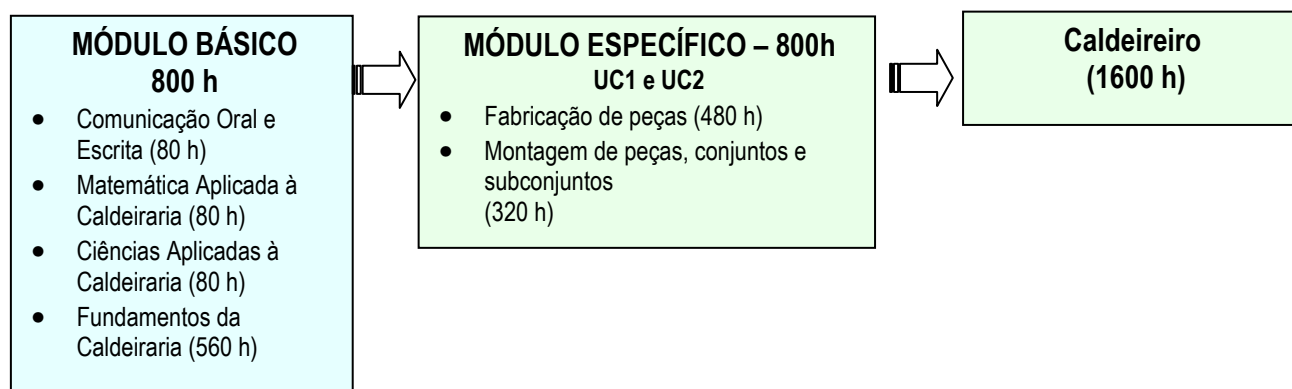 MÓDULO BÁSICO
800 h
● Comunicação Oral e
Escrita (80 h)
● Matemática Aplicada à
Caldeiraria (80 h)
● Ciências Aplicadas à
Caldeiraria (80 h)
● Fundamentos da
Caldeiraria (560 h)
MÓDULO ESPECÍFICO – 800h
UC1 e UC2
● Fabricação de peças (480 h)
● Montagem de peças, conjuntos e
subconjuntos
(320 h)
Caldeireiro
(1600 h)